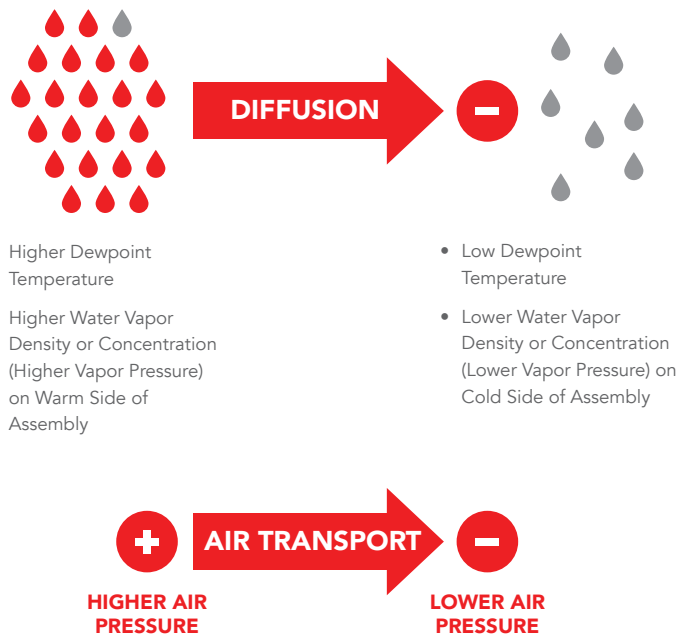 DIFFUSION
Higher Dewpoint
Temperature
Higher Water Vapor
Density or Concentration
(Higher Vapor Pressure)
on Warm Side of
Assembly
• Low Dewpoint
Temperature
• Lower Water Vapor
Density or Concentration
(Lower Vapor Pressure) on
Cold Side of Assembly
AIR TRANSPORT
HIGHER AIR
PRESSURE
LOWER AIR
PRESSURE